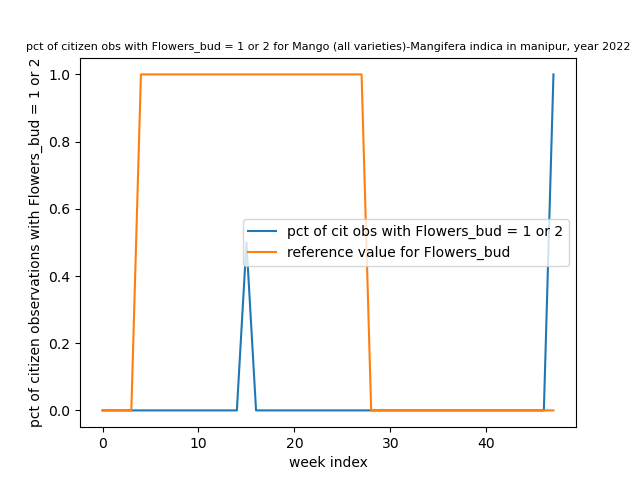 pct of citizen obs with Flowers_bud = 1 or 2 for Mango (all varieties)-Mangifera indica in manipur, year 2022
pct of citizen observations with Flowers_bud = 1 or 2
1.0
0.8
0.6
0.4
0.2
0.0
pct of cit obs with Flowers_bud = 1 or 2
reference value for Flowers_bud
0 10 20 30 40
week index